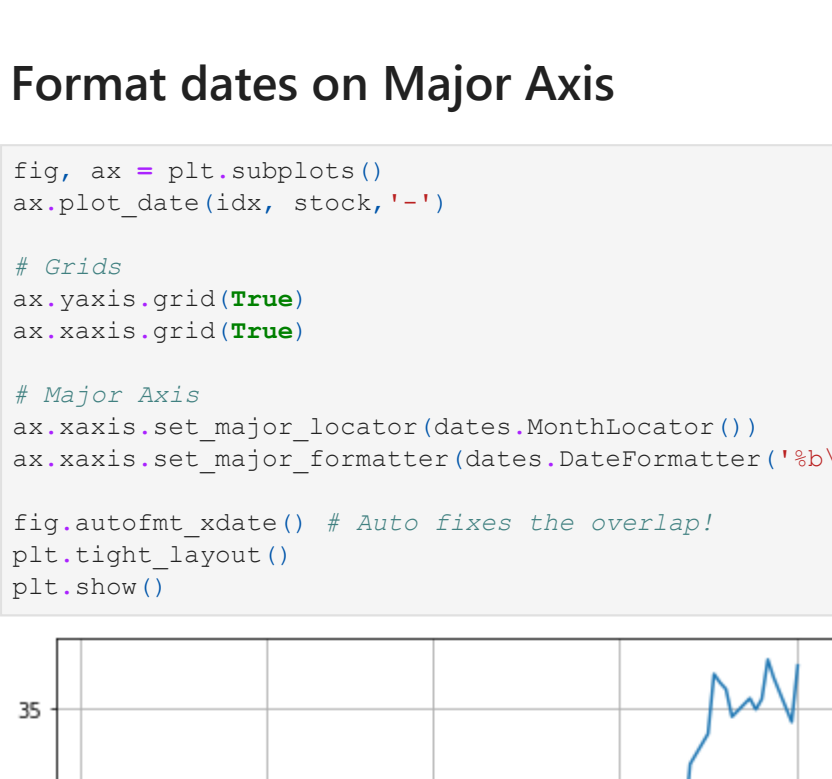 Format dates on Major Axis
fig, ax = plt.subplots()
ax.plot_date(idx, stock,'-')
# Grids
ax.yaxis.grid(True)
ax.xaxis.grid(True)
# Major Axis
ax.xaxis.set_major_locator(dates.MonthLocator())
ax.xaxis.set_major_formatter(dates.DateFormatter('%b\
fig.autofmt_xdate() # Auto fixes the overlap!
plt.tight_layout()
plt.show()
35